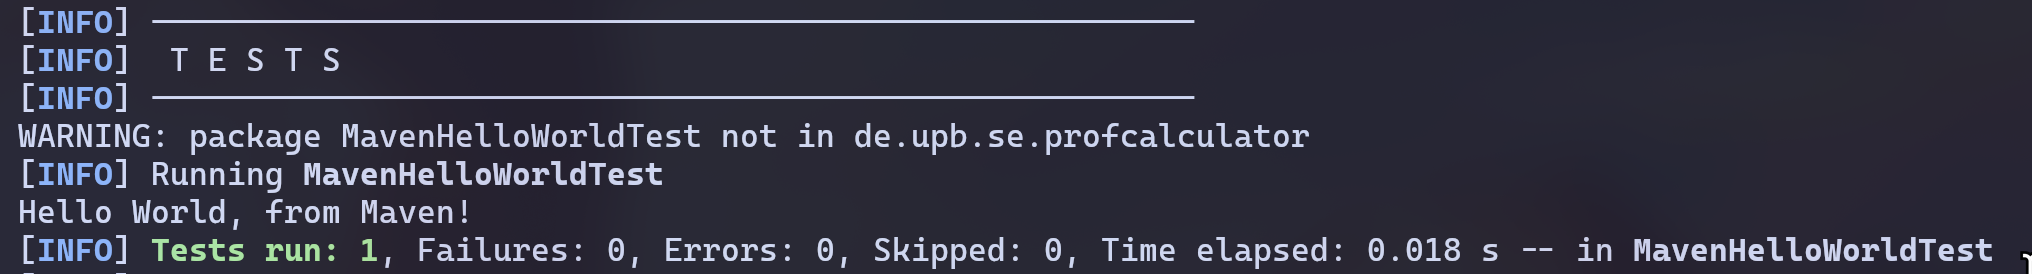 [INFO] -------------------------------------------------------
[INFO]  T E S T S
[INFO] -------------------------------------------------------
WARNING: package MavenHelloWorldTest not in de.upb.se.profcalculator
[INFO] Running MavenHelloWorldTest
Hello World, from Maven!
[INFO] Tests run: 1, Failures: 0, Errors: 0, Skipped: 0, Time elapsed: 0.018 s -- in MavenHelloWorldTest